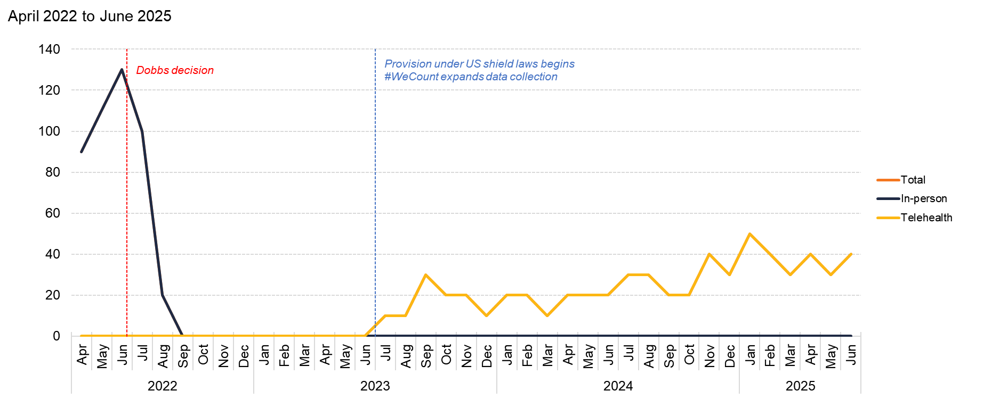 April 2022 to June 2025
140
120
100
80
60
40
20
0
Dobbs decision
Provision under US shield laws begins
#WeCount expands data collection
Total
In-person
Telehealth
Apr May Jun Jul Aug Sep Oct Nov Dec Jan Feb Mar Apr May Jun Jul Aug Sep Oct Nov Dec Jan Feb Mar Apr May Jun Jul Aug Sep Oct Nov Dec Jan Feb Mar Apr May Jun
2022 2023 2024 2025